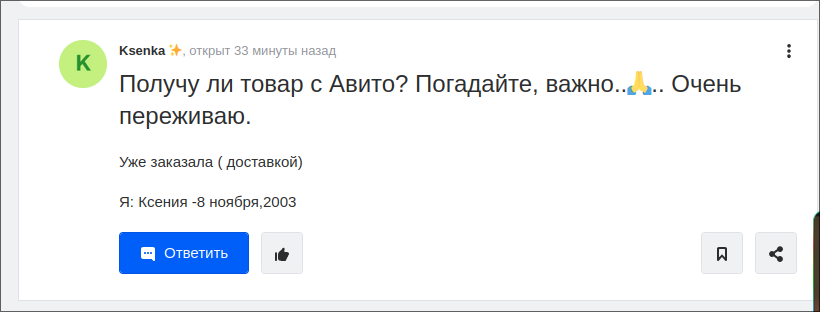 K
Ksenka ✨, открыт 33 минуты назад
Получу ли товар с Авито? Погадайте, важно..🙏.. Очень
переживаю.
Уже заказала ( доставкой)
Я: Ксения -8 ноября,2003
Ответить